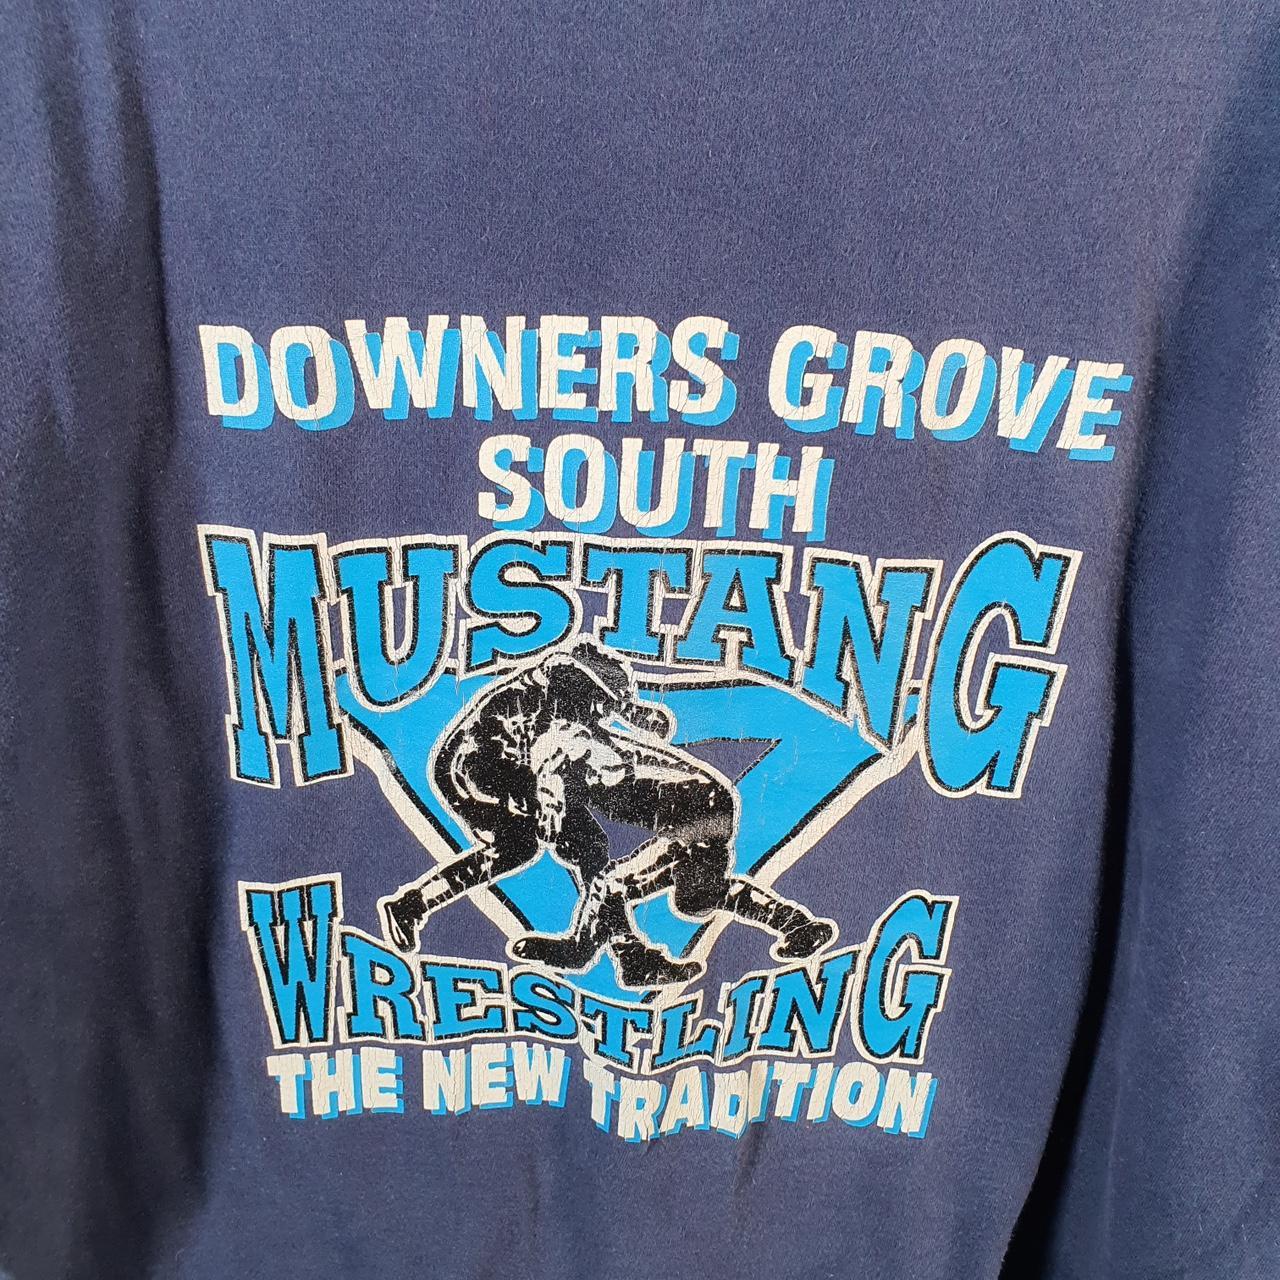 DOWNERS GROVE
SOUTH
MUSTANG
WRESTLING
THE NEW TRADITION